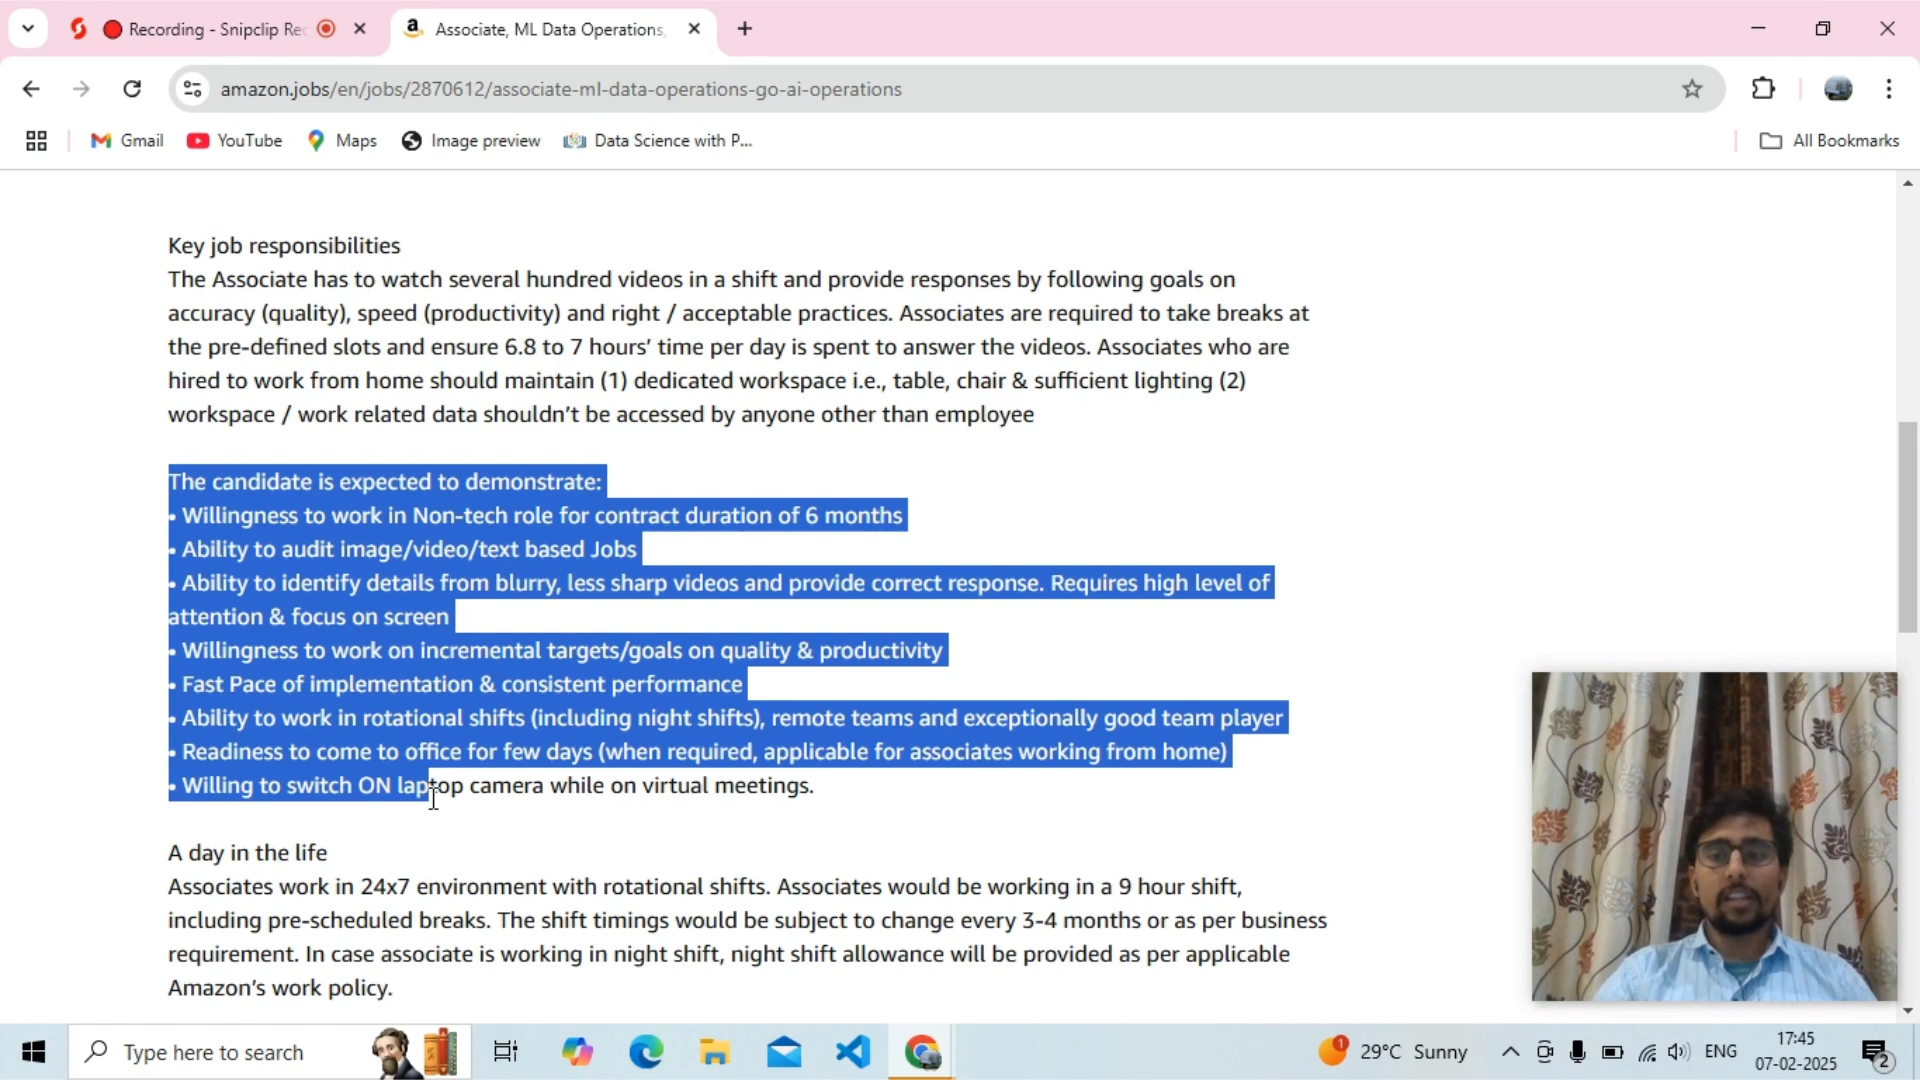 Recording - Snipclip Rec
Associate, ML Data Operations,
amazon.jobs/en/jobs/2870612/associate-ml-data-operations-go-ai-operations
Gmail YouTube Maps Image preview Data Science with P... All Bookmarks
Key job responsibilities
The Associate has to watch several hundred videos in a shift and provide responses by following goals on
accuracy (quality), speed (productivity) and right / acceptable practices. Associates are required to take breaks at
the pre-defined slots and ensure 6.8 to 7 hours’ time per day is spent to answer the videos. Associates who are
hired to work from home should maintain (1) dedicated workspace i.e., table, chair & sufficient lighting (2)
workspace / work related data shouldn’t be accessed by anyone other than employee
The candidate is expected to demonstrate:
• Willingness to work in Non-tech role for contract duration of 6 months
• Ability to audit image/video/text based Jobs
• Ability to identify details from blurry, less sharp videos and provide correct response. Requires high level of
attention & focus on screen
• Willingness to work on incremental targets/goals on quality & productivity
• Fast Pace of implementation & consistent performance
• Ability to work in rotational shifts (including night shifts), remote teams and exceptionally good team player
• Readiness to come to office for few days (when required, applicable for associates working from home)
• Willing to switch ON laptop camera while on virtual meetings.
A day in the life
Associates work in 24x7 environment with rotational shifts. Associates would be working in a 9 hour shift,
including pre-scheduled breaks. The shift timings would be subject to change every 3-4 months or as per business
requirement. In case associate is working in night shift, night shift allowance will be provided as per applicable
Amazon’s work policy.
Type here to search
1
29°C Sunny
ENG
17:45
07-02-2025
2